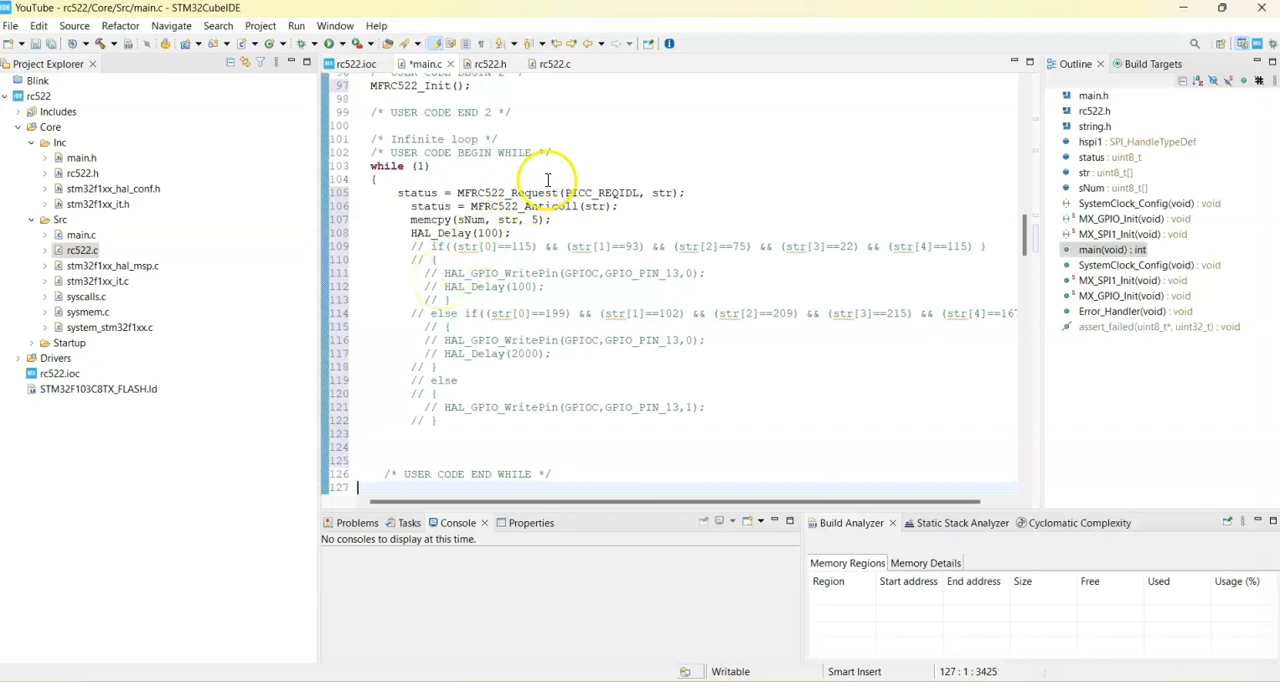 YouTube - rc522/Core/Src/main.c - STM32CubeIDE
File Edit Source Refactor Navigate Search Project Run Window Help
Project Explorer
rc522.ioc *main.c rc522.h rc522.c
Outline Build Targets
Blink
rc522
Includes
Core
Inc
main.h
rc522.h
stm32f1xx_hal_conf.h
stm32f1xx_it.h
Src
main.c
rc522.c
stm32f1xx_hal_msp.c
stm32f1xx_it.c
syscalls.c
sysmem.c
system_stm32f1xx.c
Startup
Drivers
rc522.ioc
STM32F103C8TX_FLASH.ld
96 /* USER CODE BEGIN 2 */
97 MFRC522_Init();
98
99 /* USER CODE END 2 */
100
101 /* Infinite loop */
102 /* USER CODE BEGIN WHILE */
103 while (1)
104 {
105 status = MFRC522_Request(PICC_REQIDL, str);
106 status = MFRC522_Anticoll(str);
107 memcpy(sNum, str, 5);
108 HAL_Delay(100);
109 // if((str[0]==115) && (str[1]==93) && (str[2]==75) && (str[3]==22) && (str[4]==115) )
110 // {
111 // HAL_GPIO_WritePin(GPIOC,GPIO_PIN_13,0);
112 // HAL_Delay(100);
113 // }
114 // else if((str[0]==199) && (str[1]==102) && (str[2]==209) && (str[3]==215) && (str[4]==167
115 // {
116 // HAL_GPIO_WritePin(GPIOC,GPIO_PIN_13,0);
117 // HAL_Delay(2000);
118 // }
119 // else
120 // {
121 // HAL_GPIO_WritePin(GPIOC,GPIO_PIN_13,1);
122 // }
123
124
125
126 /* USER CODE END WHILE */
127
main.h
rc522.h
string.h
hspi1 : SPI_HandleTypeDef
status : uint8_t
str : uint8_t[]
sNum : uint8_t[]
SystemClock_Config(void) : void
MX_GPIO_Init(void) : void
MX_SPI1_Init(void) : void
main(void) : int
SystemClock_Config(void) : void
MX_SPI1_Init(void) : void
MX_GPIO_Init(void) : void
Error_Handler(void) : void
assert_failed(uint8_t*, uint32_t) : void
Problems Tasks Console Properties
No consoles to display at this time.
Build Analyzer Static Stack Analyzer Cyclomatic Complexity
Memory Regions Memory Details
Region Start address End address Size Free Used Usage (%)
Writable Smart Insert 127 : 1 : 3425